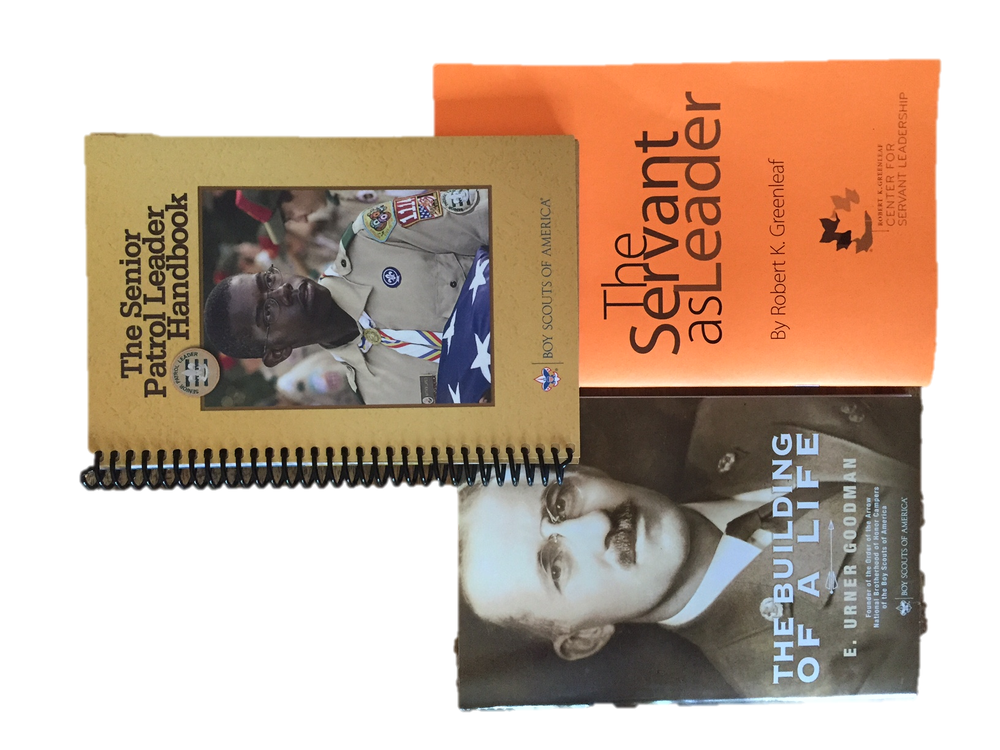 The Senior
Patrol Leader
Handbook
SENIOR PATROL LEADER
111
BOY SCOUTS OF AMERICA®
The
Servant
asLeader
By Robert K. Greenleaf
ROBERT K.GREENLEAF
CENTER FOR
SERVANT LEADERSHIP
THE BUILDING
OF A LIFE
E. URNER GOODMAN
Founder of the Order of the Arrow
National Brotherhood of Honor Campers
of the Boy Scouts of America
BOY SCOUTS OF AMERICA®